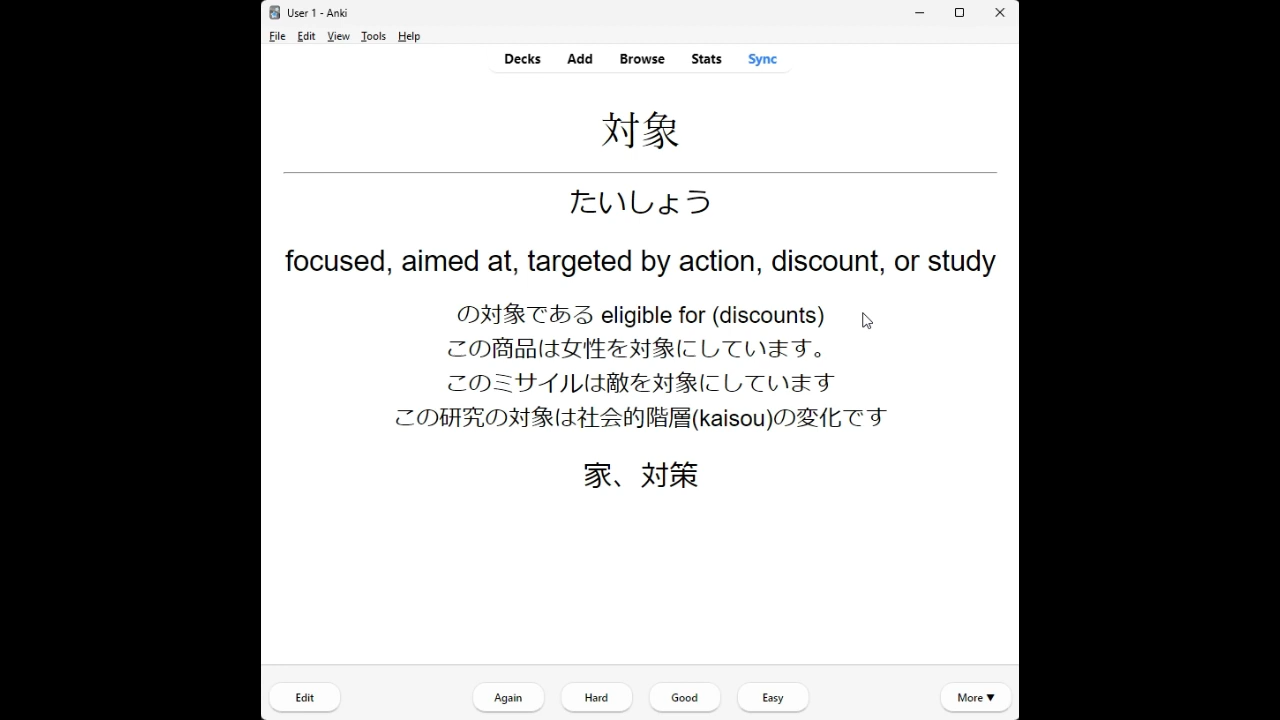 User 1 - Anki
File Edit View Tools Help
Decks Add Browse Stats Sync
対象
たいしょう
focused, aimed at, targeted by action, discount, or study
の対象である eligible for (discounts)
この商品は女性を対象にしています。
このミサイルは敵を対象にしています
この研究の対象は社会的階層(kaisou)の変化です
家、対策
Edit Again Hard Good Easy More ▼